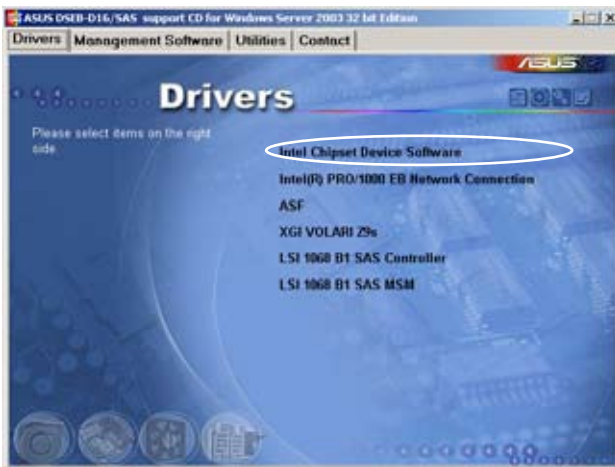 ASUS DSEB-D16/SAS support CD for Windows Server 2003 32 bit Edition
Drivers Management Software Utilities Contact
ASUS
Drivers
Please select items on the right
side.
Intel Chipset Device Software
Intel(R) PRO/1000 EB Network Connection
ASF
XGI VOLARI Z9s
LSI 1068 B1 SAS Controller
LSI 1068 B1 SAS MSM